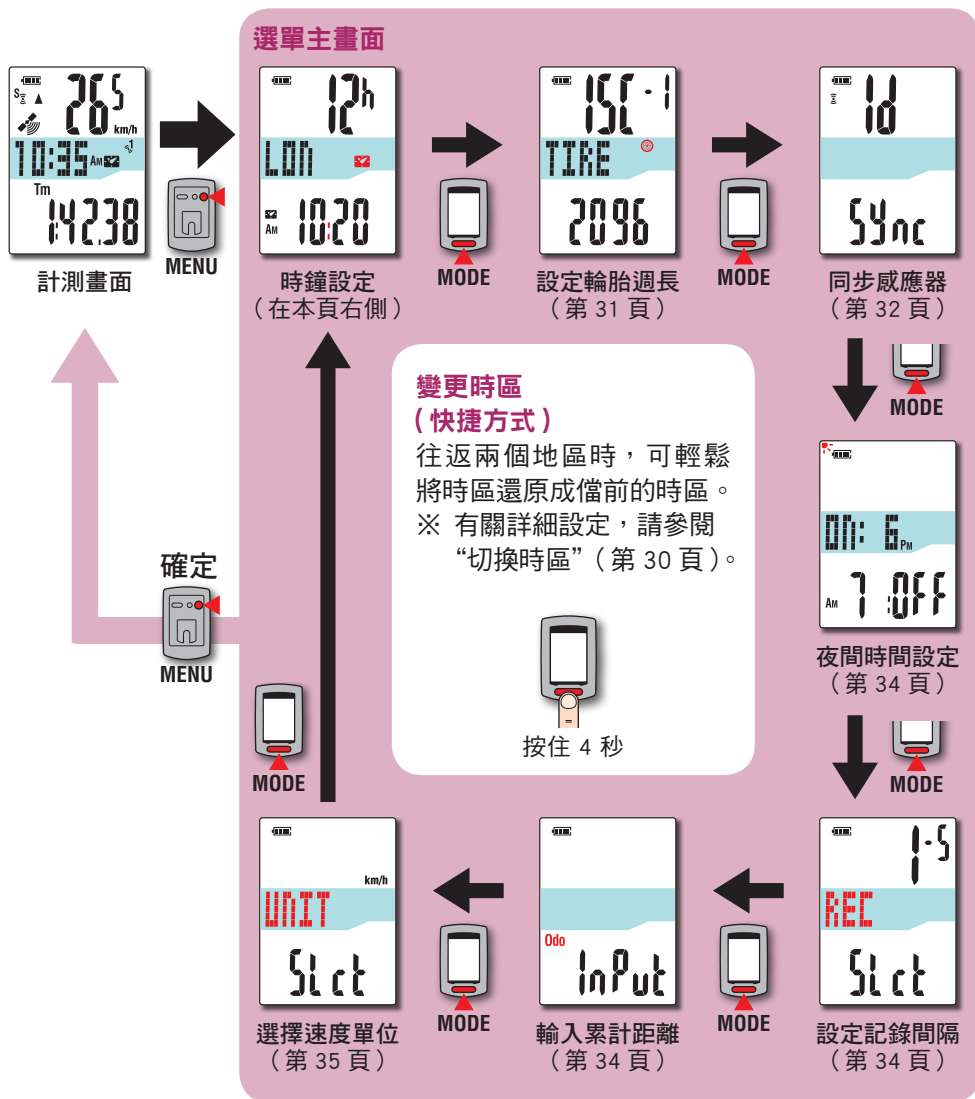 選單主畫面
S
26 5
km/h
10:35 AM
Tm
1:42.38
計測畫面
MENU
12h
LON
AM
10:20
時鐘設定
（在本頁右側）
MODE
ISC-1
TIRE
2096
設定輪胎週長
（第 31 頁）
MODE
Id
SYnc
同步感應器
（第 32 頁）
MODE
變更時區
（快捷方式）
往返兩個地區時，可輕鬆
將時區還原成儅前的時區。
※ 有關詳細設定，請參閱
“切換時區”（第 30 頁）。
按住 4 秒
ON: 6 PM
AM 7 :OFF
夜間時間設定
（第 34 頁）
MODE
確定
MENU
MODE
1-S
REC
SLct
設定記錄間隔
（第 34 頁）
MODE
Odo
InPut
輸入累計距離
（第 34 頁）
MODE
km/h
UNIT
SLct
選擇速度單位
（第 35 頁）